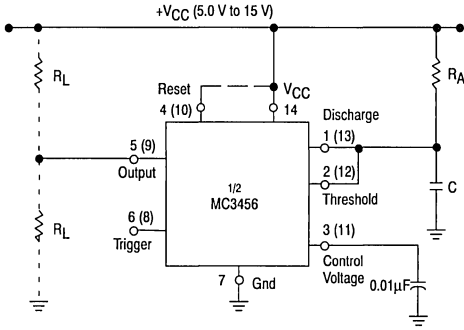 +VCC (5.0 V to 15 V)
RL
Reset
4 (10)
VCC
14
RA
Discharge
1 (13)
5 (9)
Output
2 (12)
Threshold
C
1/2
MC3456
RL
6 (8)
Trigger
3 (11)
Control
Voltage
0.01µF
7
Gnd